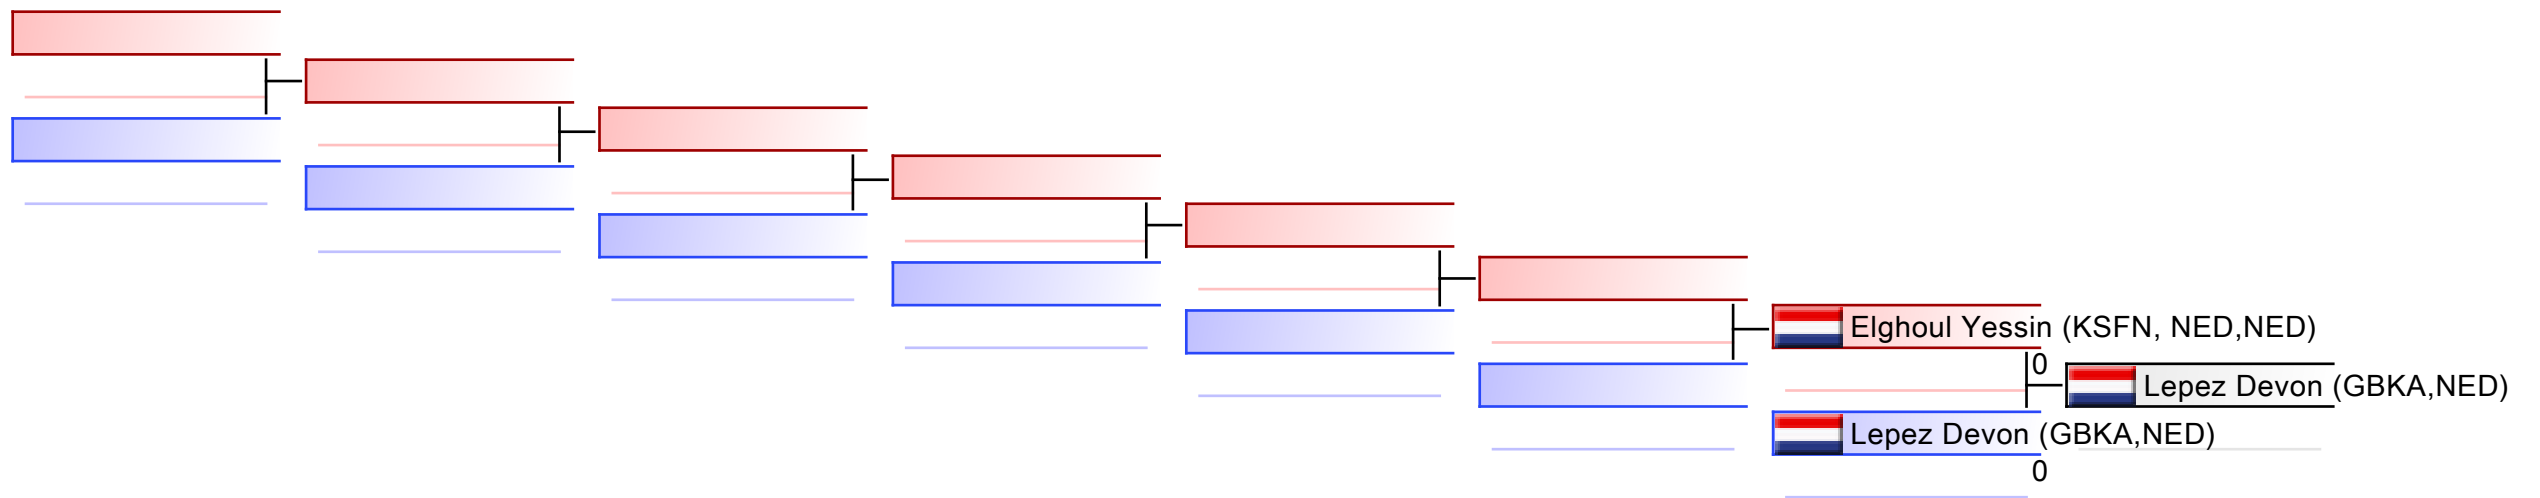 Elghoul Yessin (KSFN, NED,NED)
0
Lepez Devon (GBKA,NED)
Lepez Devon (GBKA,NED)
0